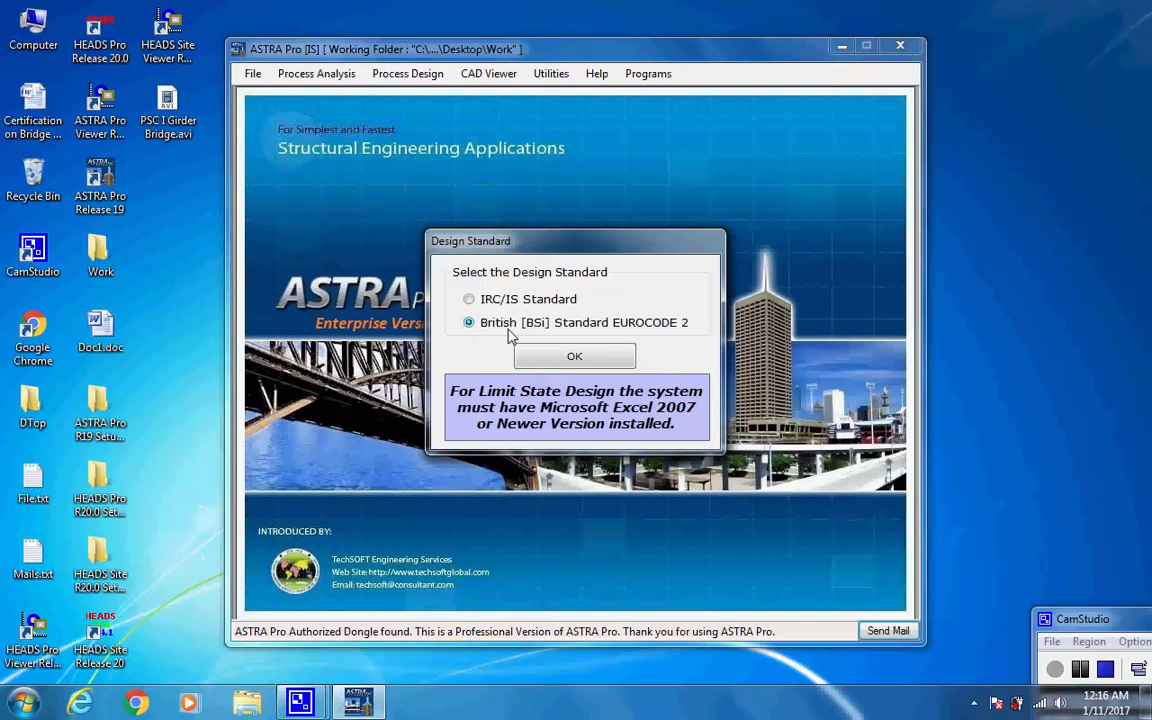 Computer
HEADS Pro
Release 20.0
HEADS Site
Viewer R...
Certification
on Bridge ...
ASTRA Pro
Viewer R...
PSC I Girder
Bridge.avi
Recycle Bin
ASTRA Pro
Release 19
CamStudio
Work
Google
Chrome
Doc1.doc
DTop
ASTRA Pro
R19 Setu...
File.txt
HEADS Pro
R20.0 Set...
Mails.txt
HEADS Site
R20.0 Set...
HEADS Pro
Viewer Rel...
HEADS Site
Release 20
ASTRA Pro [IS] [ Working Folder : "C:\....\Desktop\Work" ]
File Process Analysis Process Design CAD Viewer Utilities Help Programs
For Simplest and Fastest
Structural Engineering Applications
ASTRA
Design Standard
Select the Design Standard
IRC/IS Standard
British [BSi] Standard EUROCODE 2
OK
For Limit State Design the system
must have Microsoft Excel 2007
or Newer Version installed.
INTRODUCED BY:
TechSOFT Engineering Services
Web Site: http://www.techsoftglobal.com
Email: techsoft@consultant.com
ASTRA Pro Authorized Dongle found. This is a Professional Version of ASTRA Pro. Thank you for using ASTRA Pro.
Send Mail
CamStudio
File Region Option
12:16 AM
1/11/2017